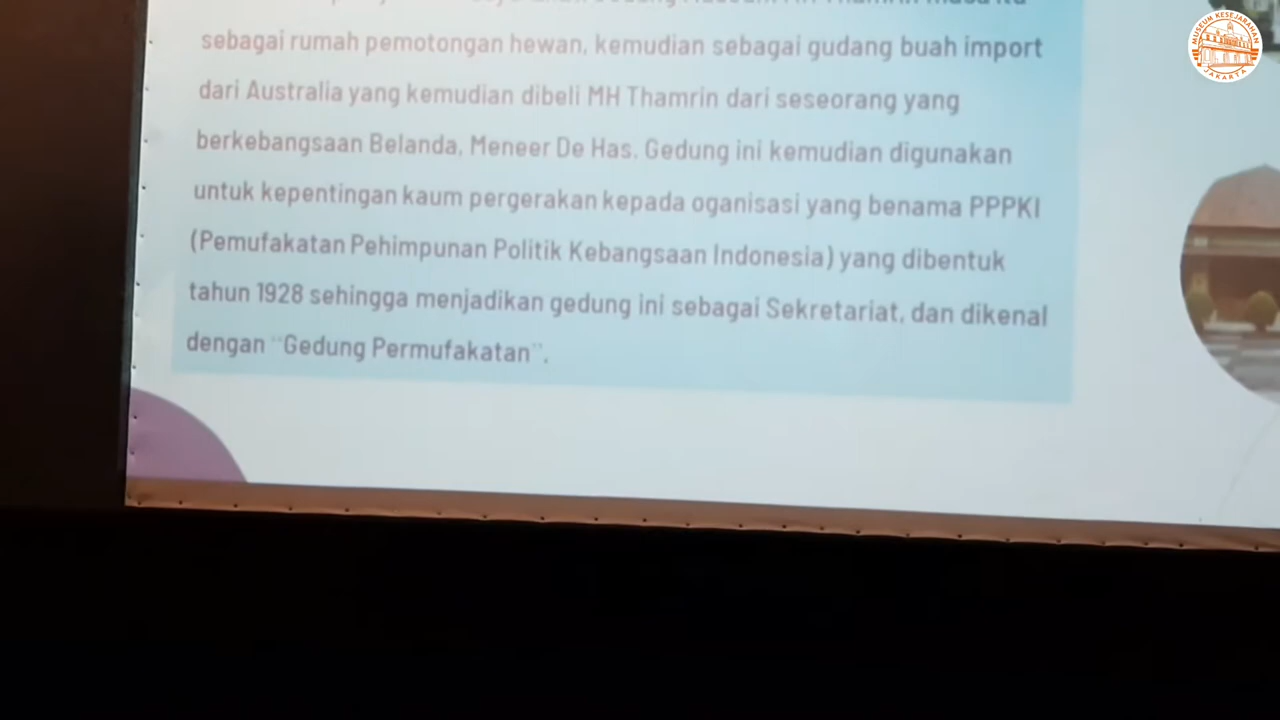 sebagai rumah pemotongan hewan, kemudian sebagai gudang buah import
dari Australia yang kemudian dibeli MH Thamrin dari seseorang yang
berkebangsaan Belanda, Meneer De Has. Gedung ini kemudian digunakan
untuk kepentingan kaum pergerakan kepada oganisasi yang benama PPPKI
(Pemufakatan Pehimpunan Politik Kebangsaan Indonesia) yang dibentuk
tahun 1928 sehingga menjadikan gedung ini sebagai Sekretariat, dan dikenal
dengan "Gedung Permufakatan".
MUSEUM KESEJARAHAN
JAKARTA